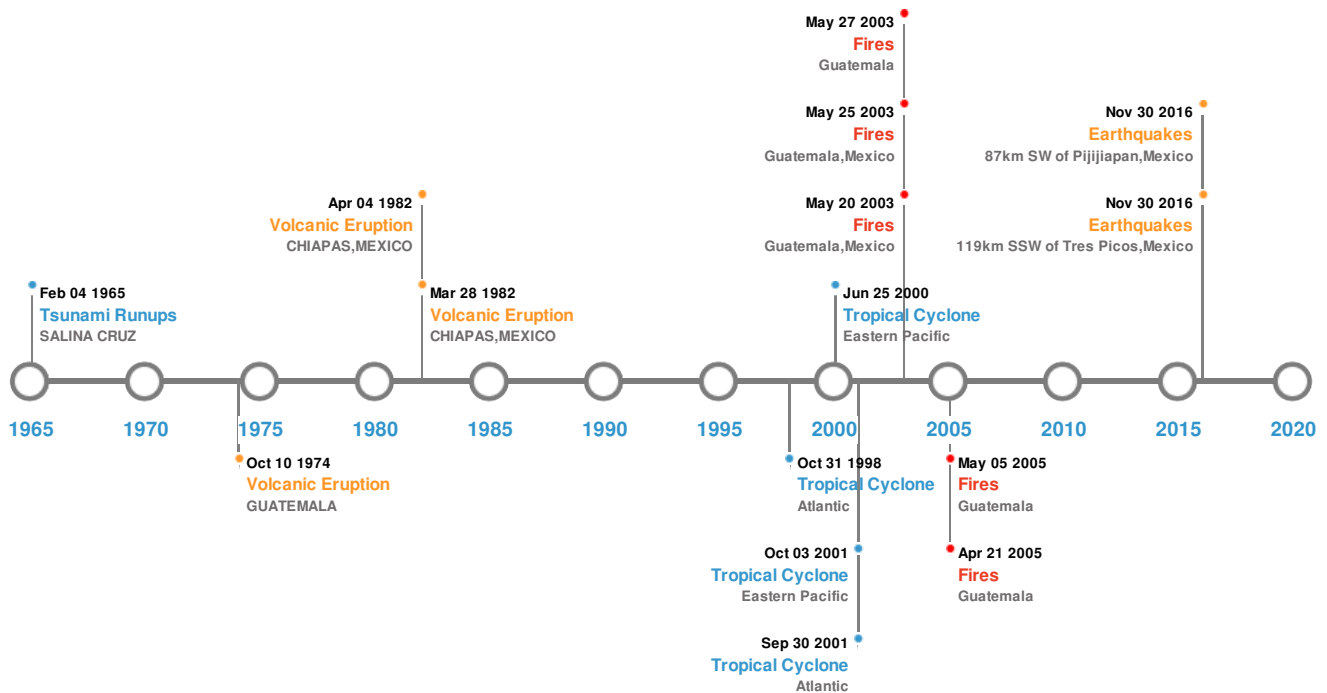 May 27 2003
Fires
Guatemala
May 25 2003
Fires
Guatemala,Mexico
Nov 30 2016
Earthquakes
87km SW of Pijijiapan,Mexico
Apr 04 1982
Volcanic Eruption
CHIAPAS,MEXICO
May 20 2003
Fires
Guatemala,Mexico
Nov 30 2016
Earthquakes
119km SSW of Tres Picos,Mexico
Feb 04 1965
Tsunami Runups
SALINA CRUZ
Mar 28 1982
Volcanic Eruption
CHIAPAS,MEXICO
Jun 25 2000
Tropical Cyclone
Eastern Pacific
1965 1970 1975 1980 1985 1990 1995 2000 2005 2010 2015 2020
Oct 10 1974
Volcanic Eruption
GUATEMALA
Oct 31 1998
Tropical Cyclone
Atlantic
May 05 2005
Fires
Guatemala
Oct 03 2001
Tropical Cyclone
Eastern Pacific
Apr 21 2005
Fires
Guatemala
Sep 30 2001
Tropical Cyclone
Atlantic